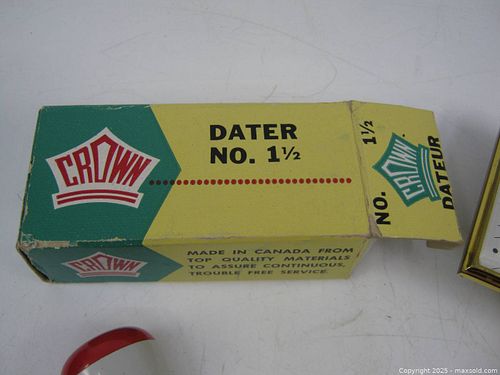 CROWN
DATER
NO. 1½
NO. 1½
CROWN
DATEUR
CROWN
MADE IN CANADA FROM
TOP QUALITY MATERIALS
TO ASSURE CONTINUOUS,
TROUBLE FREE SERVICE.
Copyright 2025 - maxsold.com